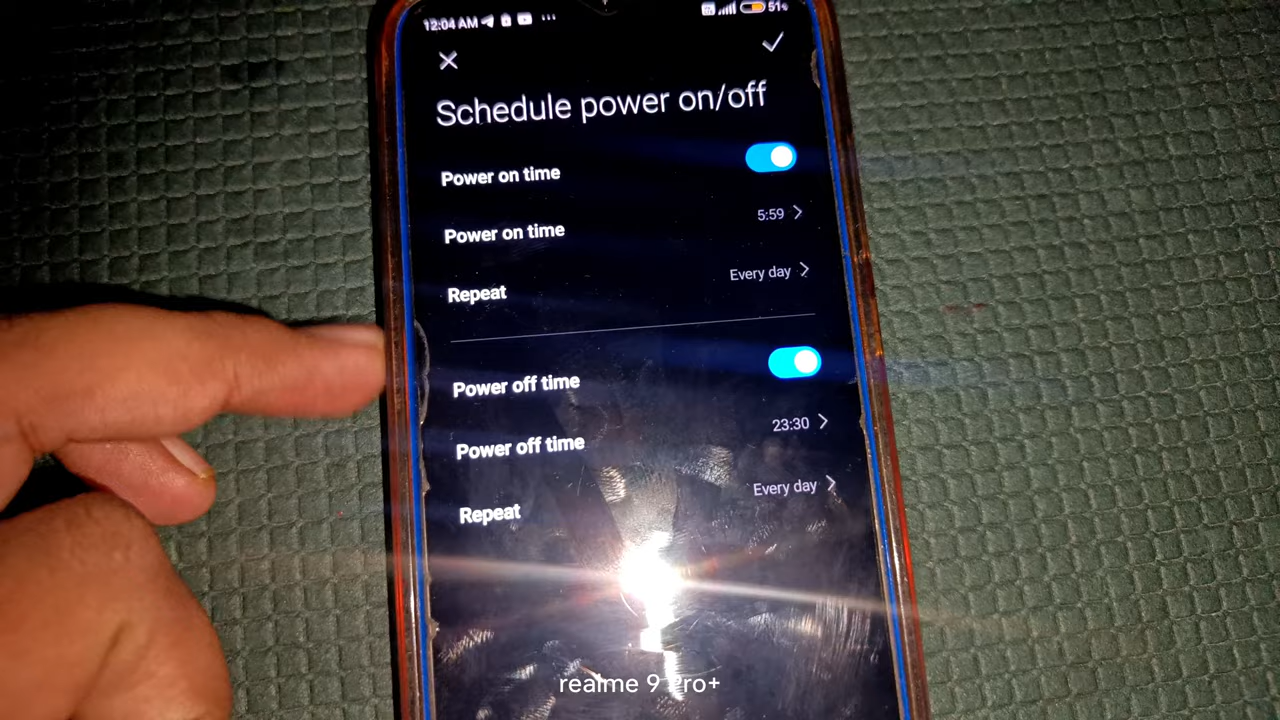 12:04 AM 51%
Schedule power on/off
Power on time
Power on time 5:59
Repeat Every day
Power off time
Power off time 23:30
Repeat Every day
realme 9 Pro+